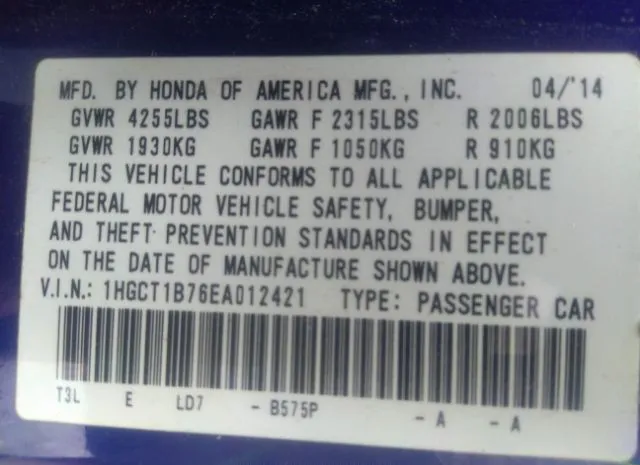 MFD. BY HONDA OF AMERICA MFG., INC. 04/'14
GVWR 4255LBS GAWR F 2315LBS R 2006LBS
GVWR 1930KG GAWR F 1050KG R 910KG
THIS VEHICLE CONFORMS TO ALL APPLICABLE
FEDERAL MOTOR VEHICLE SAFETY, BUMPER,
AND THEFT PREVENTION STANDARDS IN EFFECT
ON THE DATE OF MANUFACTURE SHOWN ABOVE.
V.I.N.: 1HGCT1B76EA012421 TYPE: PASSENGER CAR
T3L E LD7 - B575P - A - A